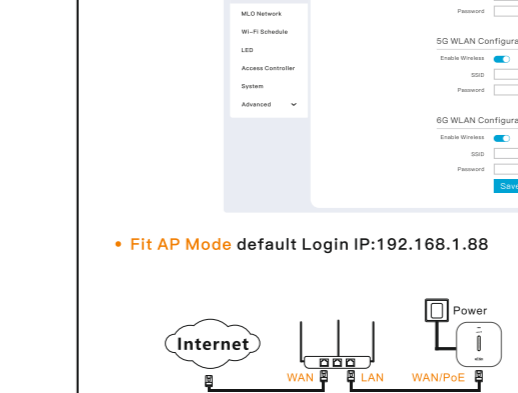 MLO Network
Wi-Fi Schedule
LED
Access Controller
System
Advanced
Password
5G WLAN Configura
Enable Wireless
SSID
Password
6G WLAN Configura
Enable Wireless
SSID
Password
Save
• Fit AP Mode default Login IP:192.168.1.88
Power
Internet
WAN
LAN
WAN/PoE